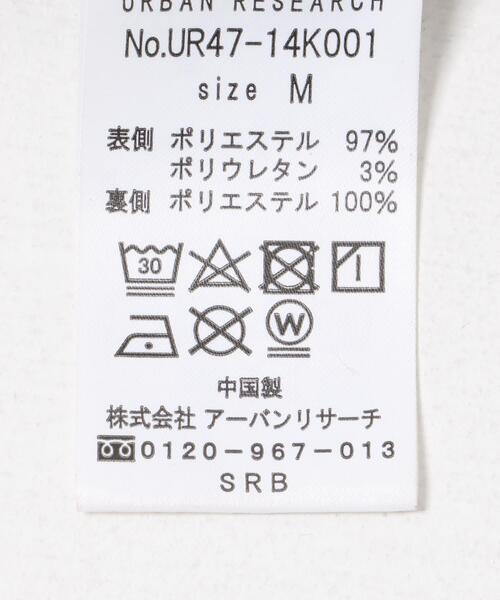 URBAN RESEARCH
No.UR47-14K001
size M
表側 ポリエステル 97%
ポリウレタン 3%
裏側 ポリエステル 100%
30
W
中国製
株式会社 アーバンリサーチ
0120-967-013
SRB